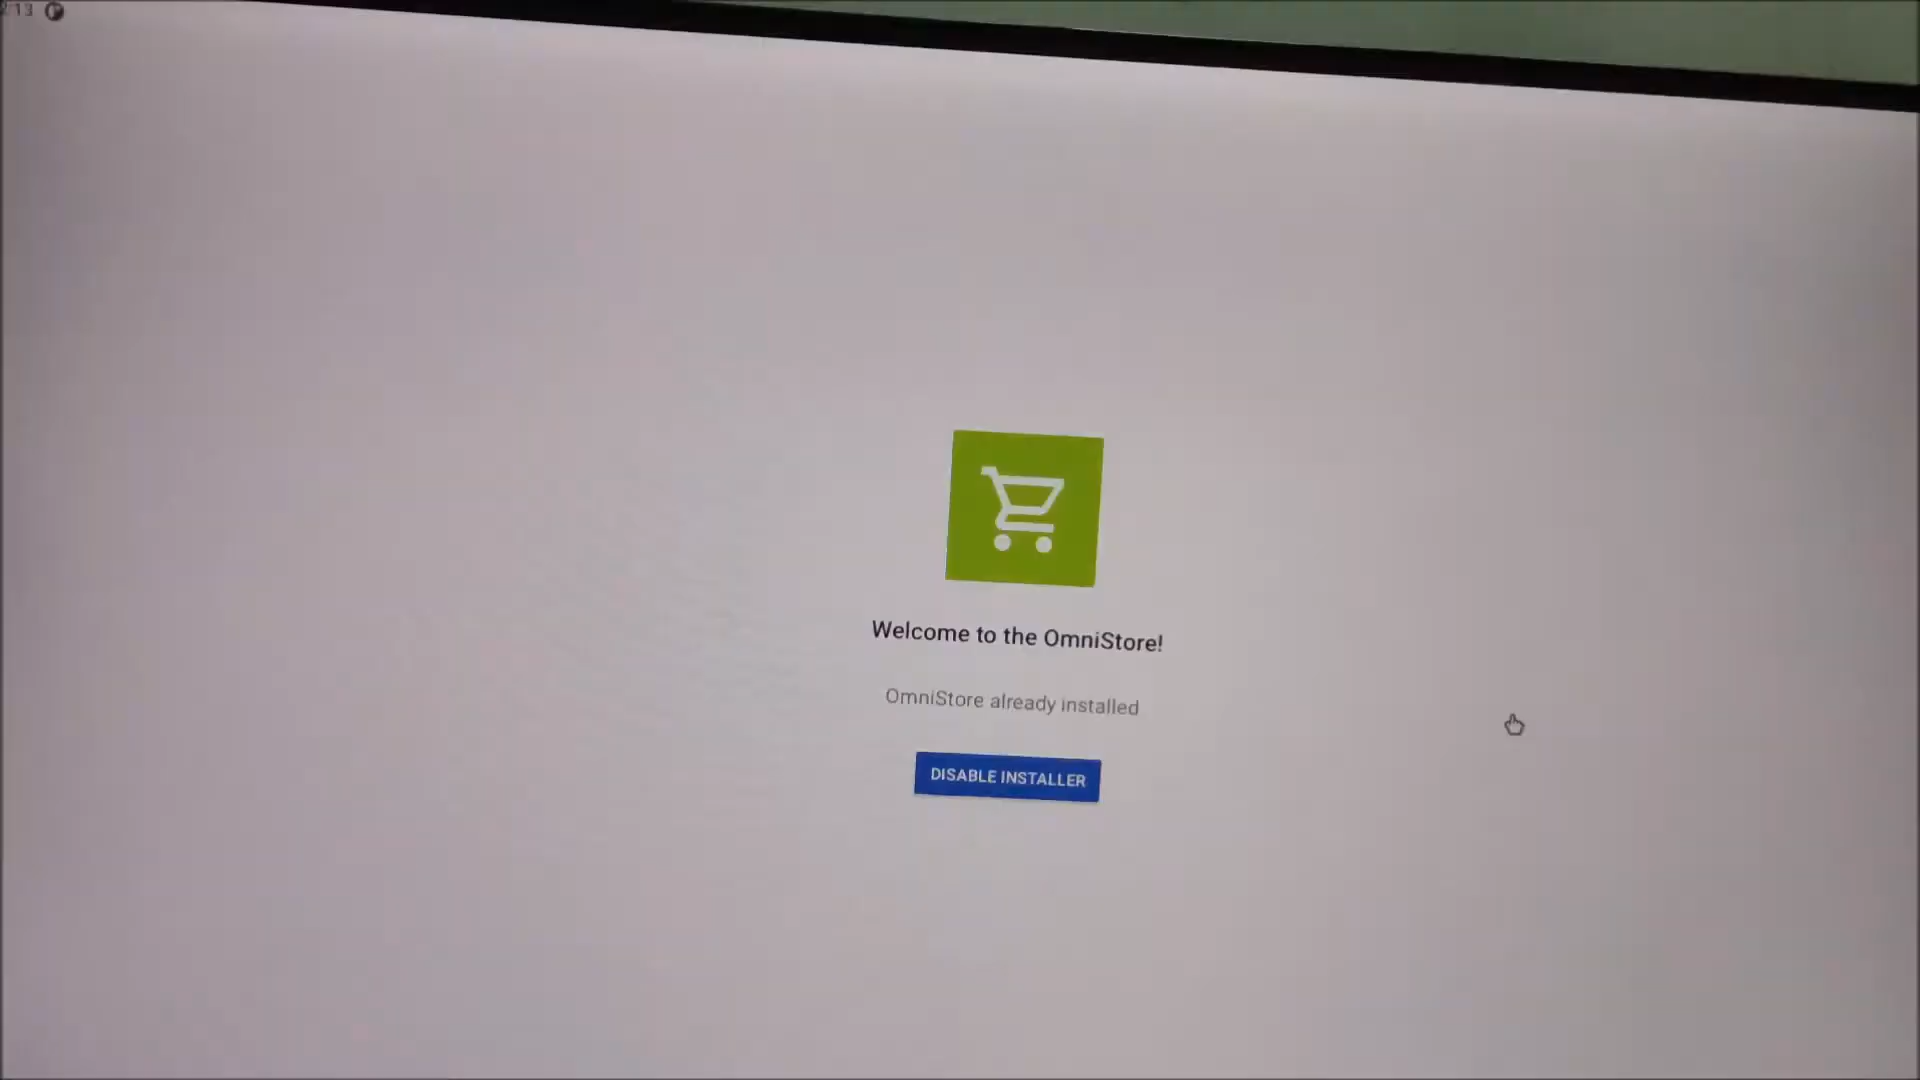 Welcome to the OmniStore!
OmniStore already installed
DISABLE INSTALLER